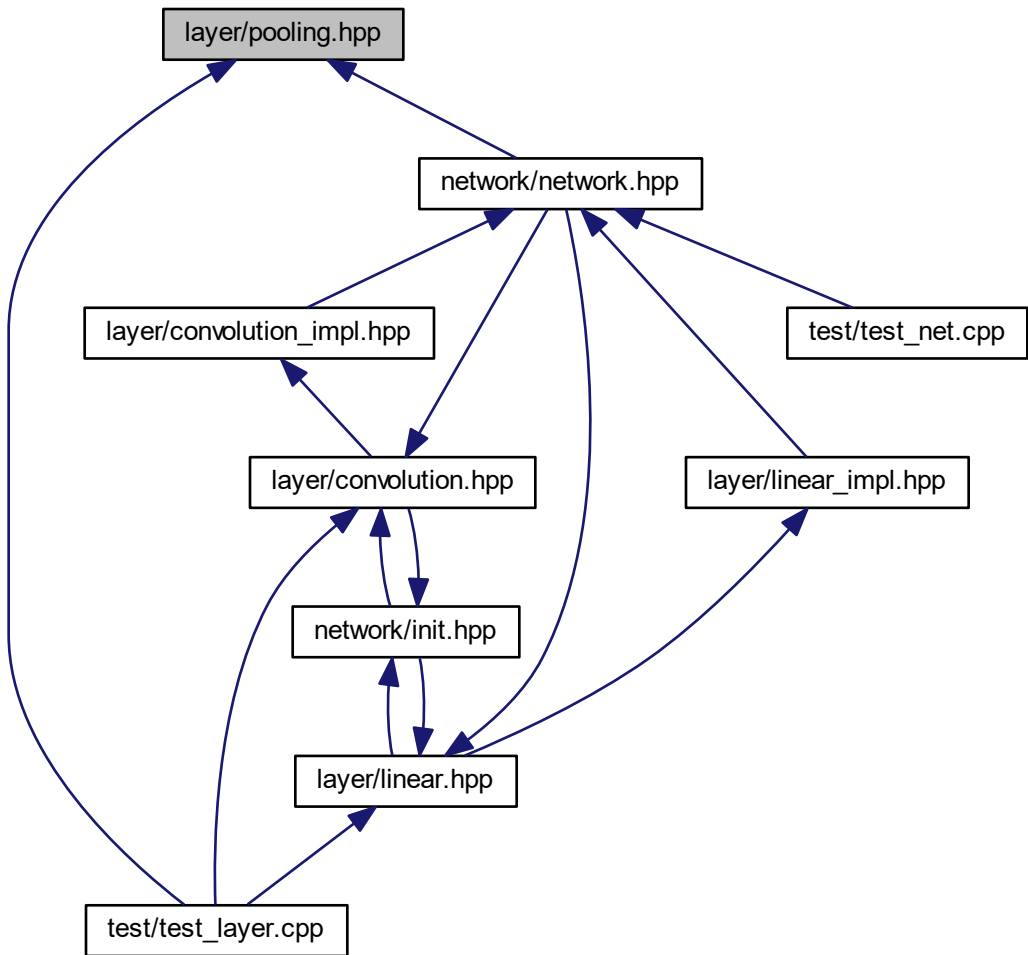 layer/pooling.hpp
network/network.hpp
layer/convolution_impl.hpp
test/test_net.cpp
layer/convolution.hpp
layer/linear_impl.hpp
network/init.hpp
layer/linear.hpp
test/test_layer.cpp